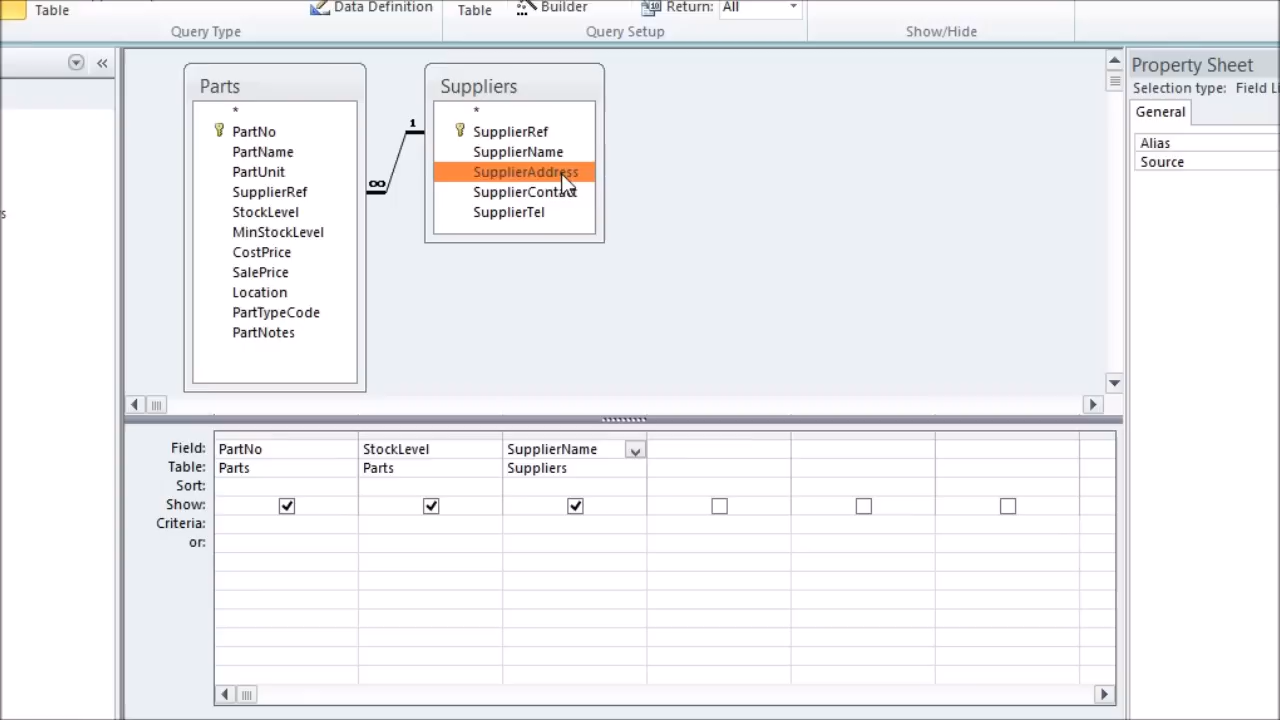 Table
Data Definition
Table
Builder
Return:
All
Query Type
Query Setup
Show/Hide
Parts
*
PartNo
PartName
PartUnit
SupplierRef
StockLevel
MinStockLevel
CostPrice
SalePrice
Location
PartTypeCode
PartNotes
∞
1
Suppliers
*
SupplierRef
SupplierName
SupplierAddress
SupplierContact
SupplierTel
Property Sheet
Selection type: Field Li
General
Alias
Source
s
Field: PartNo StockLevel SupplierName
Table: Parts Parts Suppliers
Sort:
Show:
Criteria:
or: